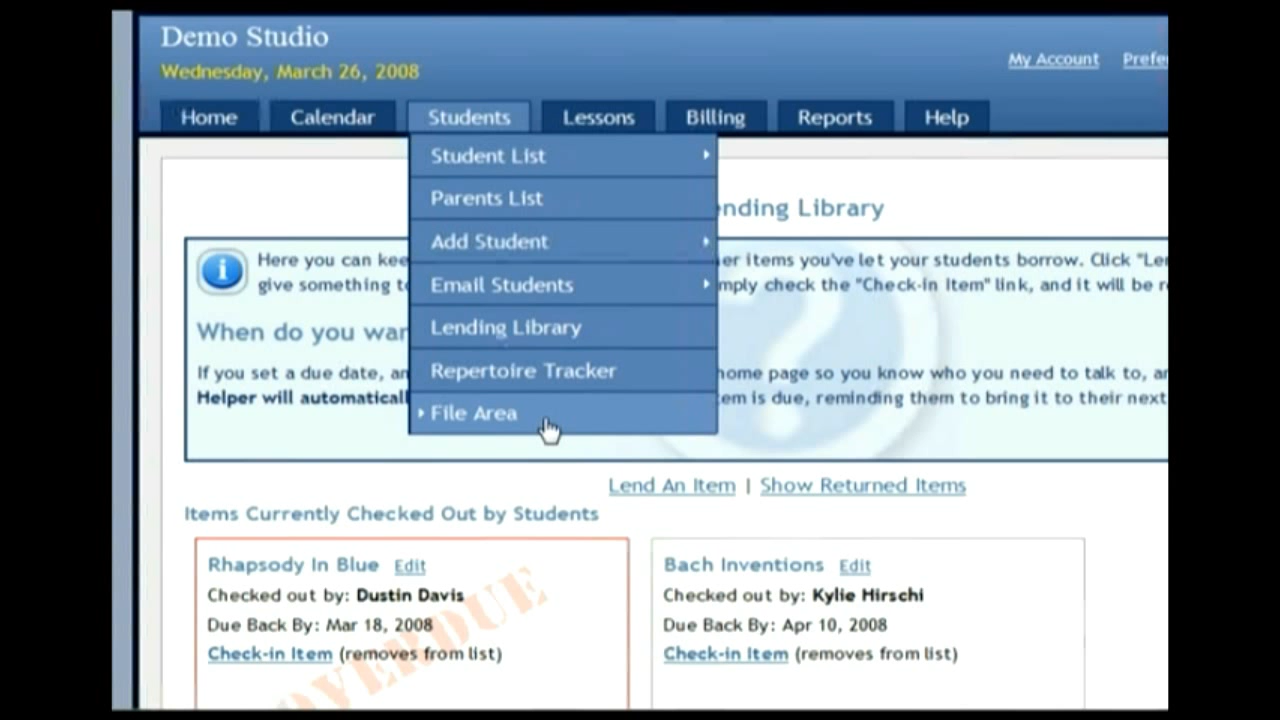 Demo Studio
Wednesday, March 26, 2008
My Account
Home Calendar Students Lessons Billing Reports Help
Student List
Parents List
Add Student
Email Students
Lending Library
Repertoire Tracker
File Area
nding Library
Here you can kee er items you've let your students borrow. Click "Le
give something t mply check the "Check-in Item" link, and it will be r
When do you wa
If you set a due date, an home page so you know who you need to talk to, a
Helper will automaticall em is due, reminding them to bring it to their next
Lend An Item | Show Returned Items
Items Currently Checked Out by Students
Rhapsody In Blue Edit
Checked out by: Dustin Davis
Due Back By: Mar 18, 2008
Check-in Item (removes from list)
OVERDUE
Bach Inventions Edit
Checked out by: Kylie Hirschi
Due Back By: Apr 10, 2008
Check-in Item (removes from list)